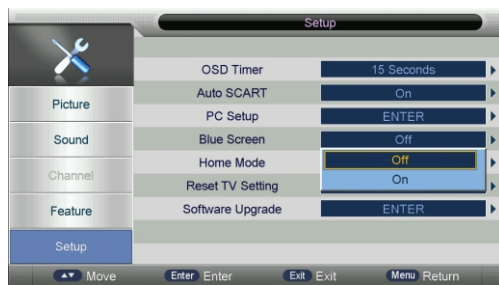 Setup
OSD Timer 15 Seconds
Auto SCART On
Picture
PC Setup ENTER
Sound
Blue Screen Off
Home Mode Off
Channel
On
Reset TV Setting
Feature
Software Upgrade ENTER
Setup
Move Enter Enter Exit Exit Menu Return